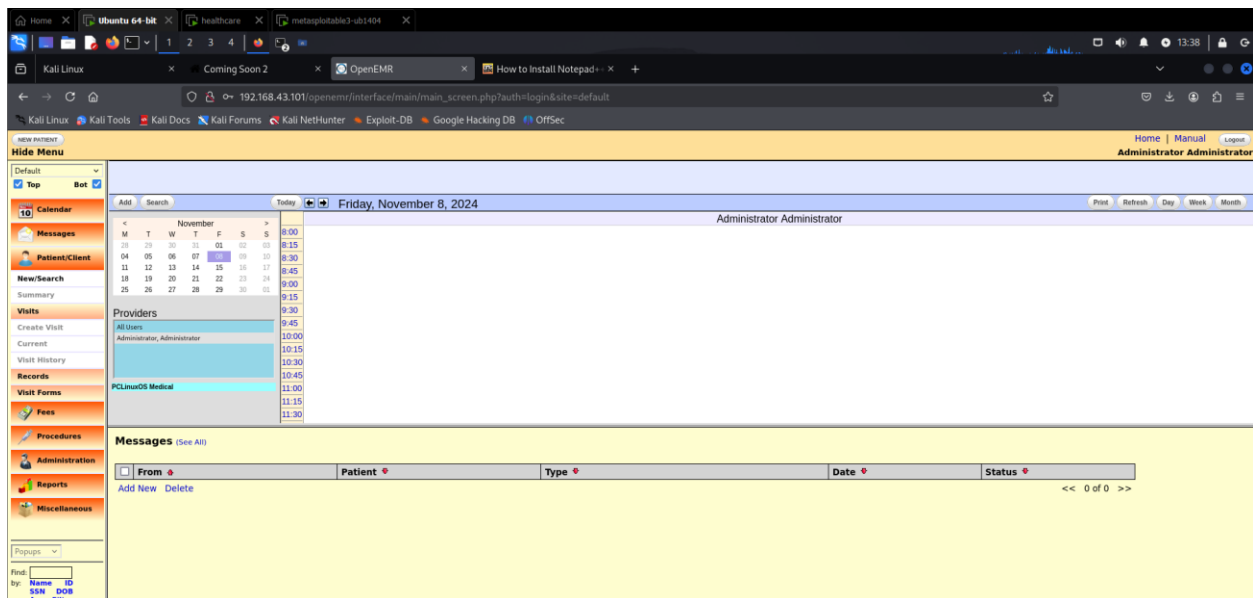 Home
Ubuntu 64-bit
healthcare
metasploitable3-ub1404
1 2 3 4
2
13:38
Kali Linux
Coming Soon 2
OpenEMR
How to Install Notepad++
192.168.43.101/openemr/interface/main/main_screen.php?auth=login&site=default
Kali Linux Kali Tools Kali Docs Kali Forums Kali NetHunter Exploit-DB Google Hacking DB OffSec
NEW PATIENT
Home | Manual Logout
Hide Menu
Administrator Administrator
Default
Top Bot
10 Calendar
Messages
Patient/Client
New/Search
Summary
Visits
Create Visit
Current
Visit History
Records
Visit Forms
Fees
Procedures
Administration
Reports
Miscellaneous
Popups
Find:
by: Name ID
SSN DOB
Add Search
Today Friday, November 8, 2024
Print Refresh Day Week Month
< November >
M T W T F S S
28 29 30 31 01 02 03
04 05 06 07 08 09 10
11 12 13 14 15 16 17
18 19 20 21 22 23 24
25 26 27 28 29 30 01
Providers
All Users
Administrator, Administrator
PCLinuxOS Medical
Administrator Administrator
8:00
8:15
8:30
8:45
9:00
9:15
9:30
9:45
10:00
10:15
10:30
10:45
11:00
11:15
11:30
Messages (See All)
From Patient Type Date Status
Add New Delete
<< 0 of 0 >>